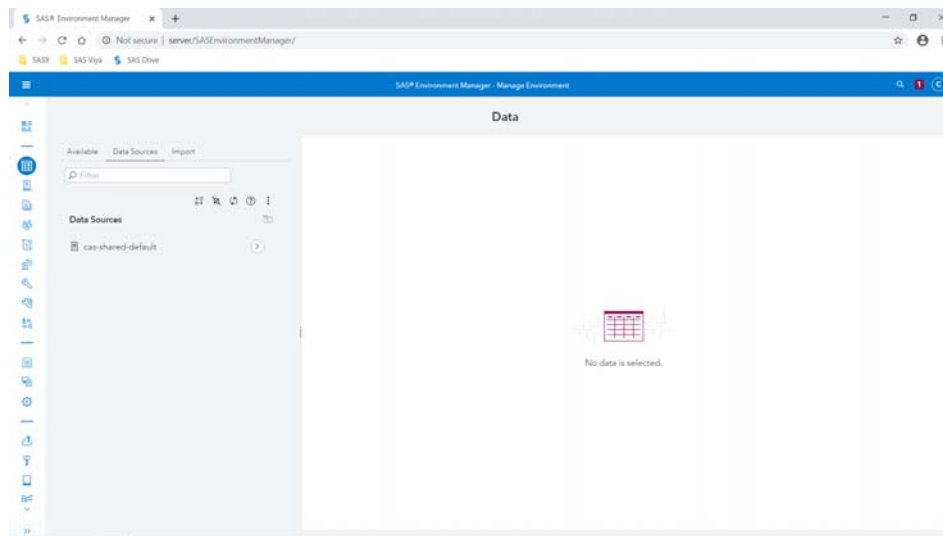 SAS® Environment Manager
Not secure | server/SASEnvironmentManager/
SAS9 SAS Viya SAS Drive
SAS® Environment Manager - Manage Environment
1 C
Data
Available Data Sources Import
Filter
Data Sources
cas-shared-default
No data is selected.